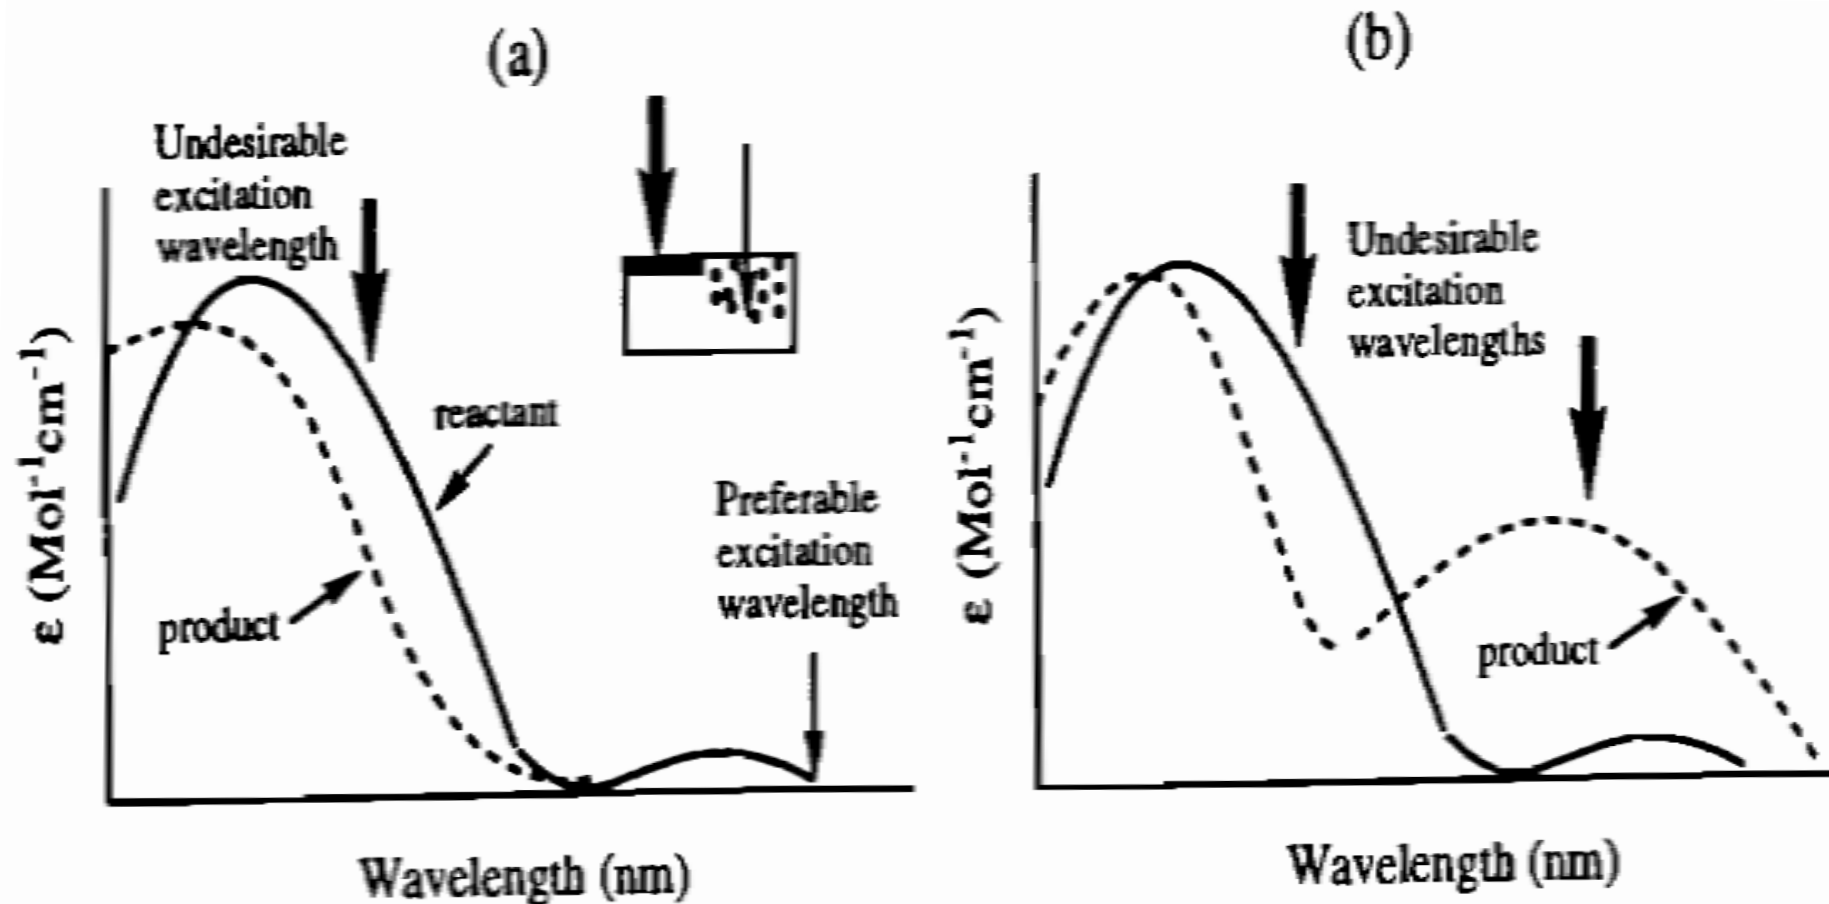 (a)
Undesirable
excitation
wavelength
reactant
product
Preferable
excitation
wavelength
ε (Mol⁻¹cm⁻¹)
Wavelength (nm)
(b)
Undesirable
excitation
wavelengths
product
ε (Mol⁻¹cm⁻¹)
Wavelength (nm)